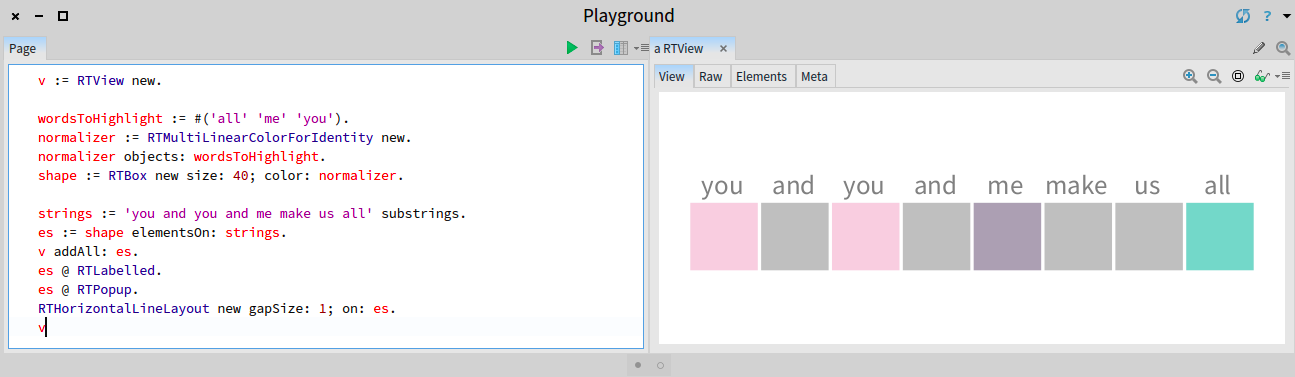 Playground
?
Page
a RTView ×
View Raw Elements Meta
v := RTView new.
wordsToHighlight := #('all' 'me' 'you').
normalizer := RTMultiLinearColorForIdentity new.
normalizer objects: wordsToHighlight.
shape := RTBox new size: 40; color: normalizer.
strings := 'you and you and me make us all' substrings.
es := shape elementsOn: strings.
v addAll: es.
es @ RTLabelled.
es @ RTPopup.
RTHorizontalLineLayout new gapSize: 1; on: es.
v
you and you and me make us all